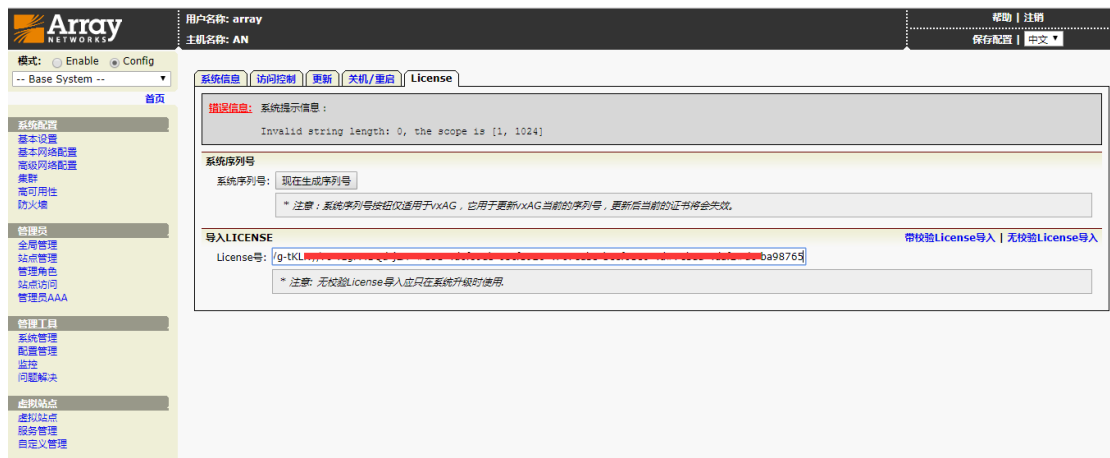 Array
NETWORKS
用户名称: array
主机名称: AN
帮助 | 注销
保存配置 | 中文
模式: Enable Config
-- Base System --
首页
系统配置
基本设置
基本网络配置
高级网络配置
集群
高可用性
防火墙
管理员
全局管理
站点管理
管理角色
站点访问
管理员AAA
管理工具
系统管理
配置管理
监控
问题解决
虚拟站点
虚拟站点
服务管理
自定义管理
系统信息 访问控制 更新 关机/重启 License
错误信息: 系统提示信息：
Invalid string length: 0, the scope is [1, 1024]
系统序列号
系统序列号: 现在生成序列号
* 注意：系统序列号按钮仅适用于vxAG，它用于更新vxAG当前的序列号，更新后当前的证书将会失效。
导入LICENSE 带校验License导入 | 无校验License导入
License号: /g-tKL ba98765
* 注意: 无校验License导入应只在系统升级时使用.